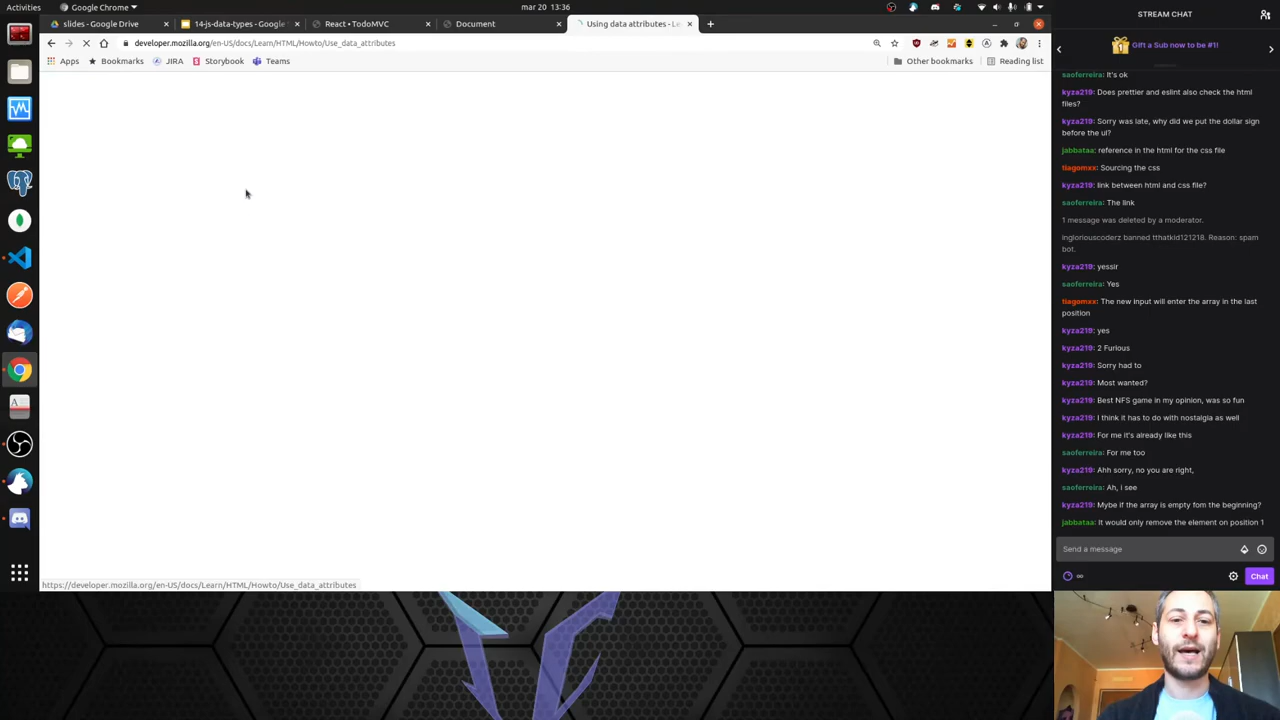 Activities
Google Chrome
mar 20 13:36
STREAM CHAT
slides - Google Drive
14-js-data-types - Google S
React • TodoMVC
Document
Using data attributes - Le
developer.mozilla.org/en-US/docs/Learn/HTML/Howto/Use_data_attributes
Apps
Bookmarks
JIRA
Storybook
Teams
Other bookmarks
Reading list
Gift a Sub now to be #1!
saoferreira: It's ok
kyza219: Does prettier and eslint also check the html
files?
kyza219: Sorry was late, why did we put the dollar sign
before the ul?
jabbataa: reference in the html for the css file
tiagomxx: Sourcing the css
kyza219: link between html and css file?
saoferreira: The link
1 message was deleted by a moderator.
ingloriouscoderz banned tthatkid121218. Reason: spam
bot.
kyza219: yessir
saoferreira: Yes
tiagomxx: The new input will enter the array in the last
position
kyza219: yes
kyza219: 2 Furious
kyza219: Sorry had to
kyza219: Most wanted?
kyza219: Best NFS game in my opinion, was so fun
kyza219: I think it has to do with nostalgia as well
kyza219: For me it's already like this
saoferreira: For me too
kyza219: Ahh sorry, no you are right,
saoferreira: Ah, i see
kyza219: Mybe if the array is empty fom the beginning?
jabbataa: It would only remove the element on position 1
Send a message
Chat
https://developer.mozilla.org/en-US/docs/Learn/HTML/Howto/Use_data_attributes